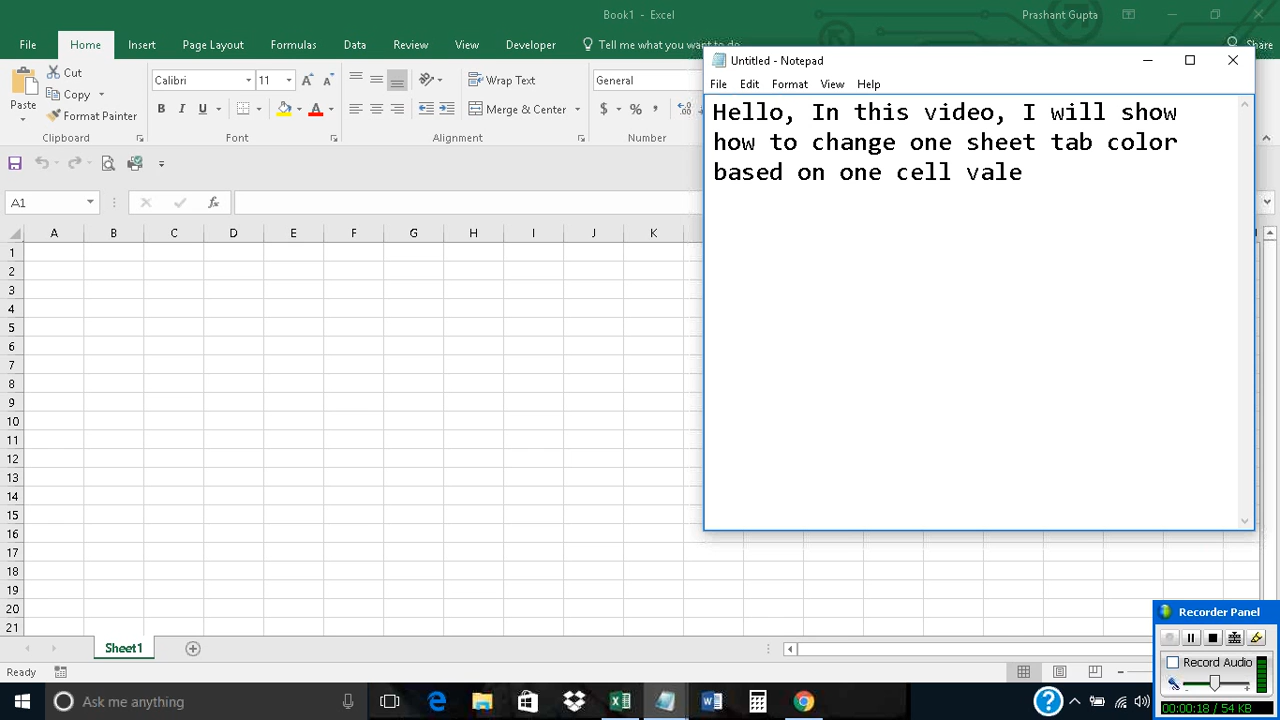 Book1 - Excel
Prashant Gupta
File Home Insert Page Layout Formulas Data Review View Developer Tell me what you want to do Share
Cut
Copy
Format Painter
Paste
Clipboard
Calibri 11
B I U
Font
Wrap Text
Merge & Center
Alignment
General
$ % ,
Number
A1
fx
A B C D E F G H I J K
1
2
3
4
5
6
7
8
9
10
11
12
13
14
15
16
17
18
19
20
21
Sheet1
Ready
Untitled - Notepad
File Edit Format View Help
Hello, In this video, I will show
how to change one sheet tab color
based on one cell vale
Recorder Panel
Record Audio
00:00:18 / 54 KB
Ask me anything